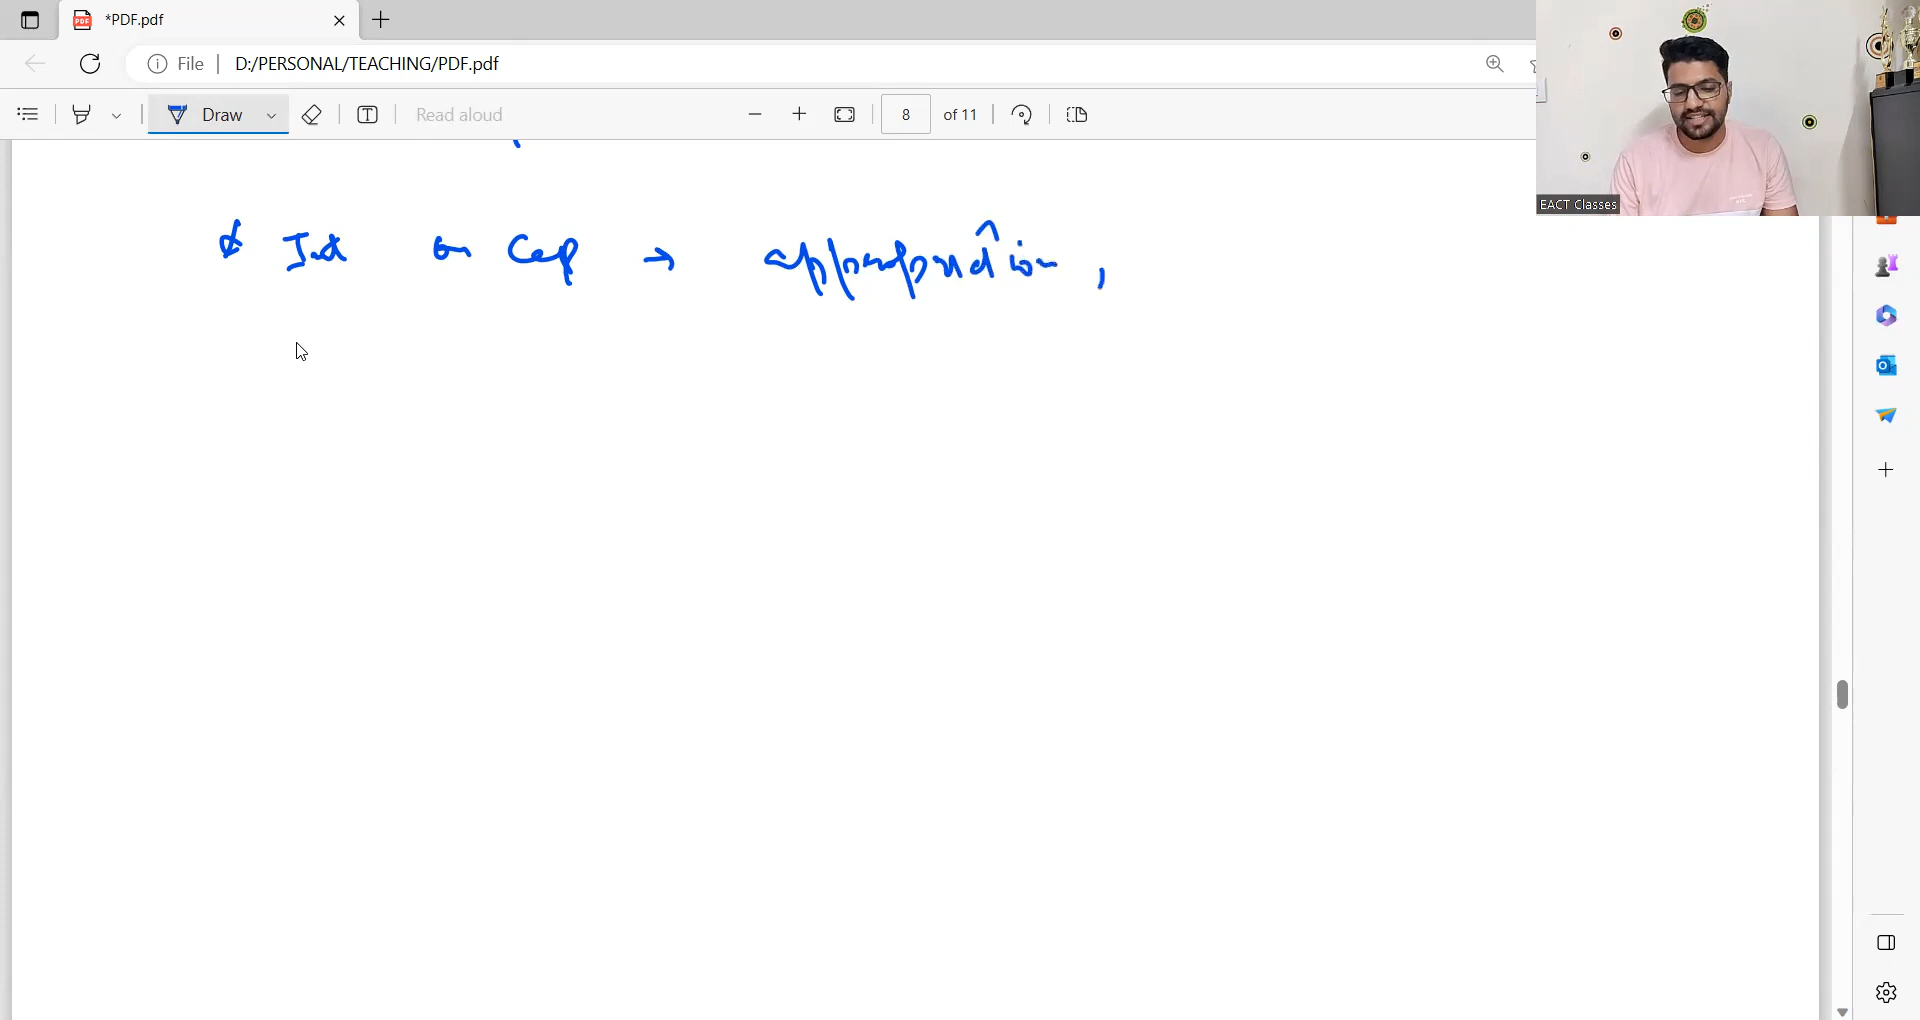 *PDF.pdf
File | D:/PERSONAL/TEACHING/PDF.pdf
Draw Read aloud 8 of 11
EACT Classes
* Int on Cap → appropriation ,